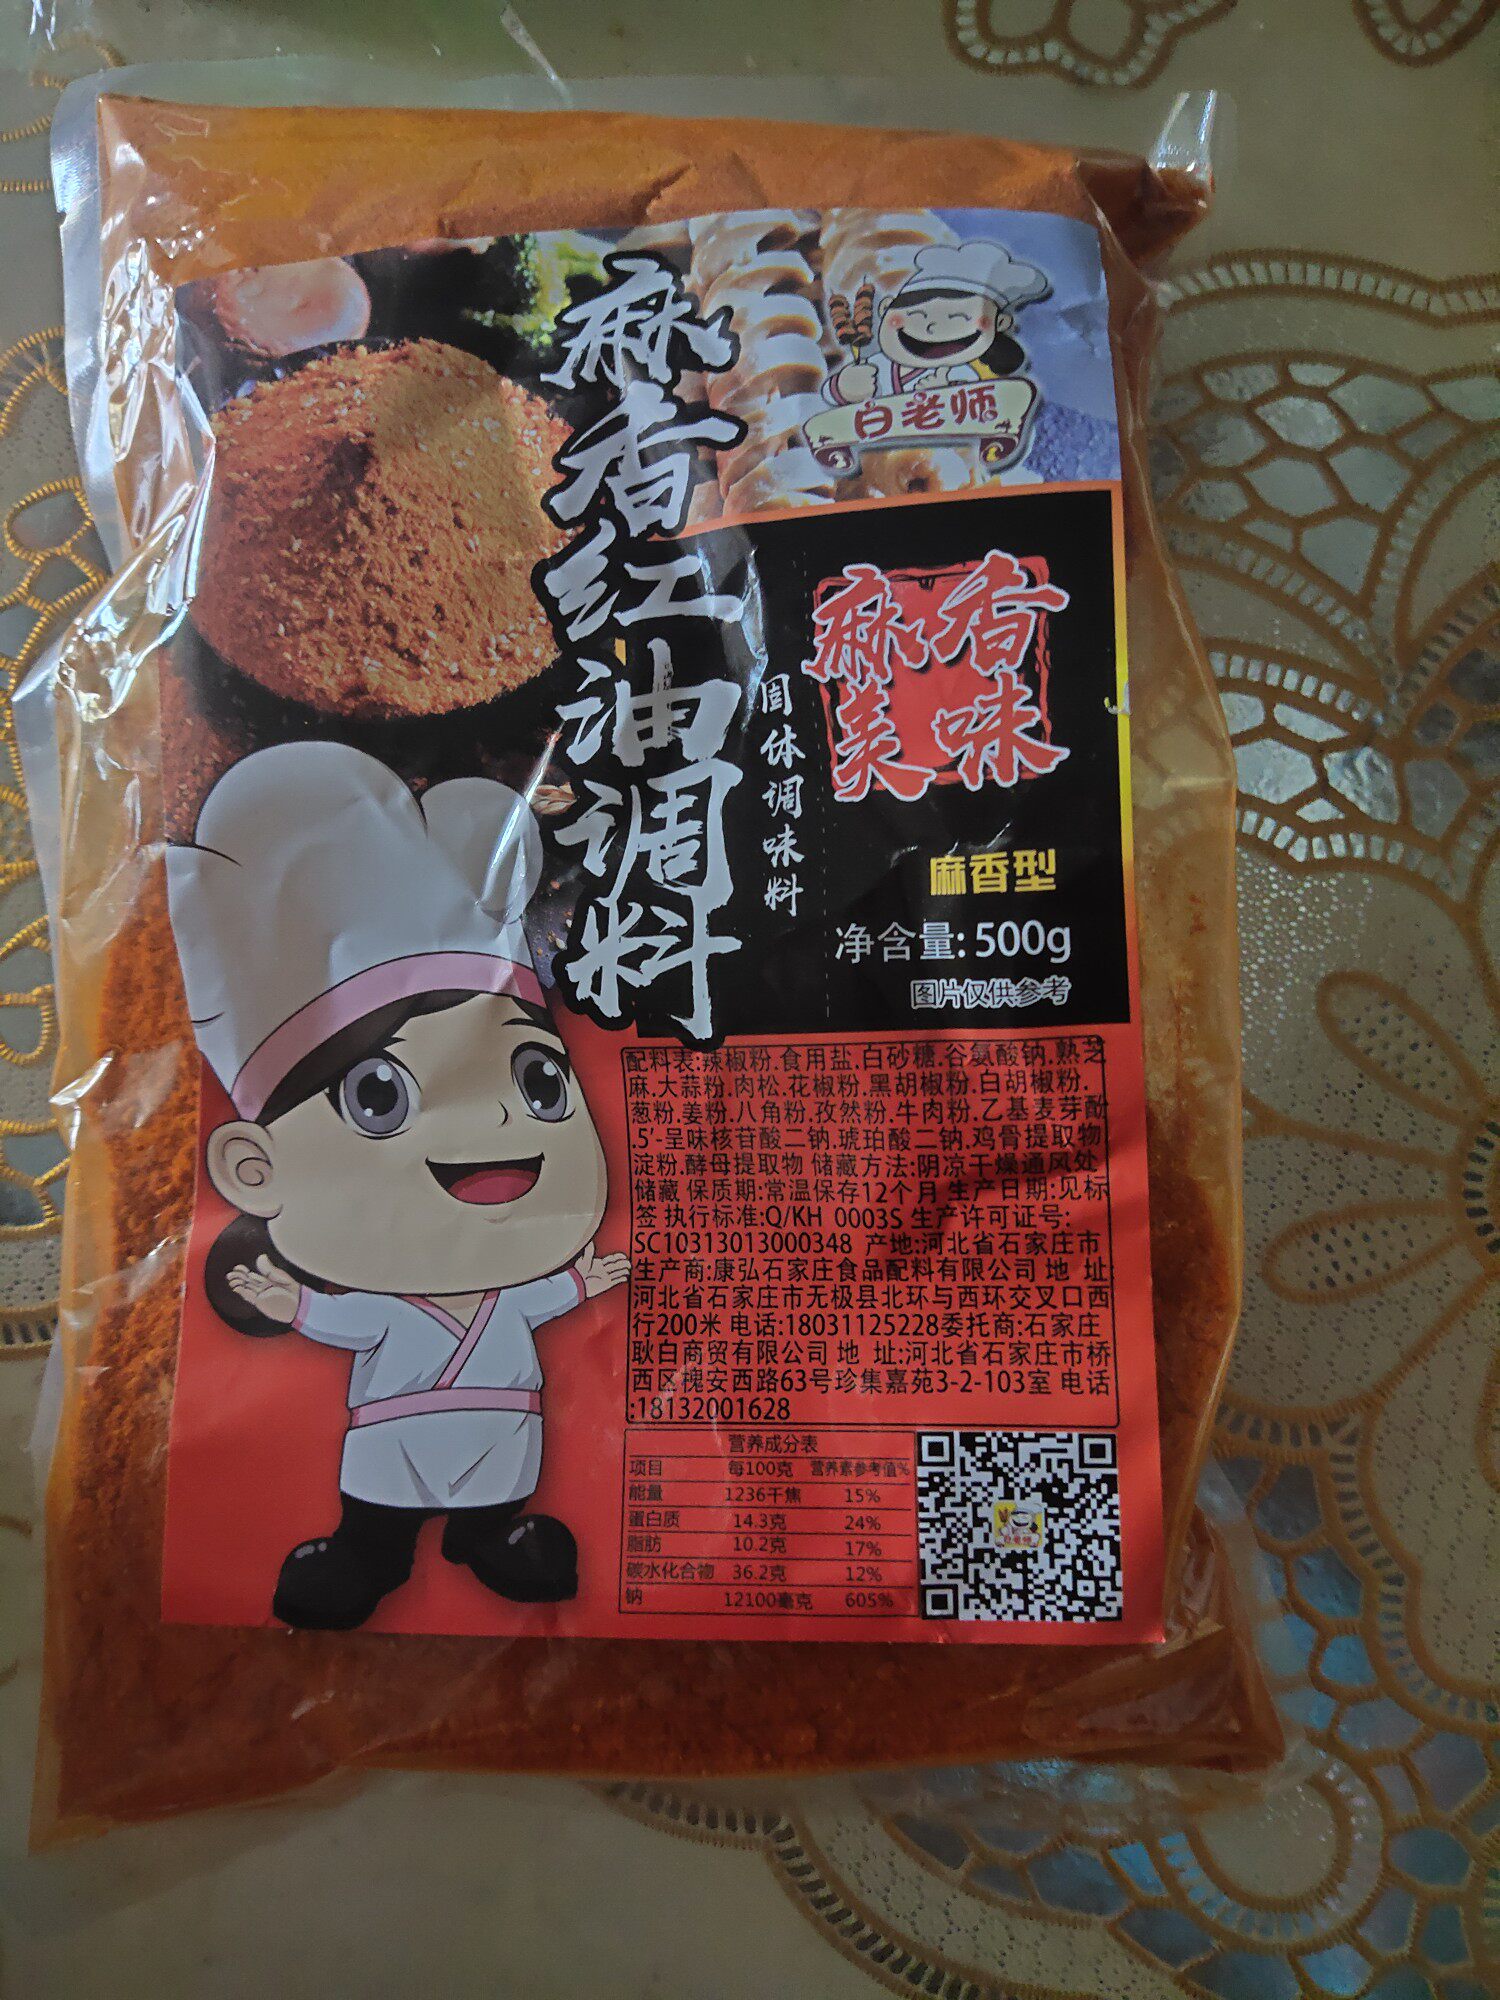 白老师
麻香红油调料
固体调味料
麻香
美味
麻香型
净含量: 500g
图片仅供参考
配料表:辣椒粉.食用盐.白砂糖.谷氨酸钠.熟芝
麻.大蒜粉.肉松.花椒粉.黑胡椒粉.白胡椒粉.
葱粉.姜粉.八角粉.孜然粉.牛肉粉.乙基麦芽酚
.5'-呈味核苷酸二钠.琥珀酸二钠.鸡骨提取物
淀粉.酵母提取物 储藏方法:阴凉干燥通风处
储藏 保质期:常温保存12个月 生产日期:见标
签 执行标准:Q/KH 0003S 生产许可证号:
SC10313013000348 产地:河北省石家庄市
生产商:康弘石家庄食品配料有限公司 地 址:
河北省石家庄市无极县北环与西环交叉口西
行200米 电话:18031125228委托商:石家庄
耿白商贸有限公司 地 址:河北省石家庄市桥
西区槐安西路63号珍集嘉苑3-2-103室 电话
:18132001628
营养成分表
项目 每100克 营养素参考值%
能量 1236千焦 15%
蛋白质 14.3克 24%
脂肪 10.2克 17%
碳水化合物 36.2克 12%
钠 12100毫克 605%